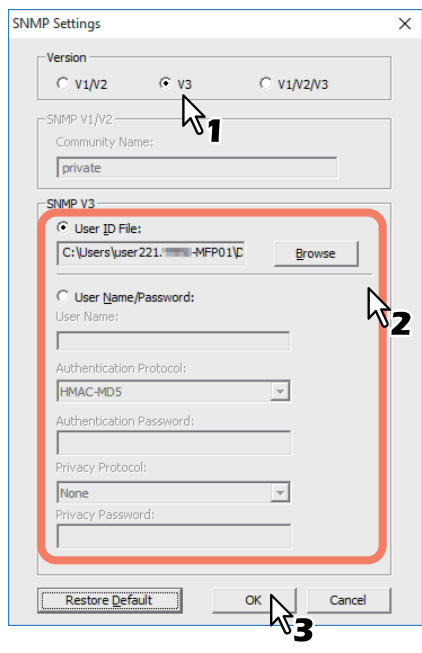 SNMP Settings
Version
V1/V2 V3 V1/V2/V3
1
SNMP V1/V2
Community Name:
private
SNMP V3
User ID File:
C:\Users\user221. -MFP01\D Browse
User Name/Password:
2
User Name:
Authentication Protocol:
HMAC-MD5
Authentication Password:
Privacy Protocol:
None
Privacy Password:
Restore Default OK Cancel
3